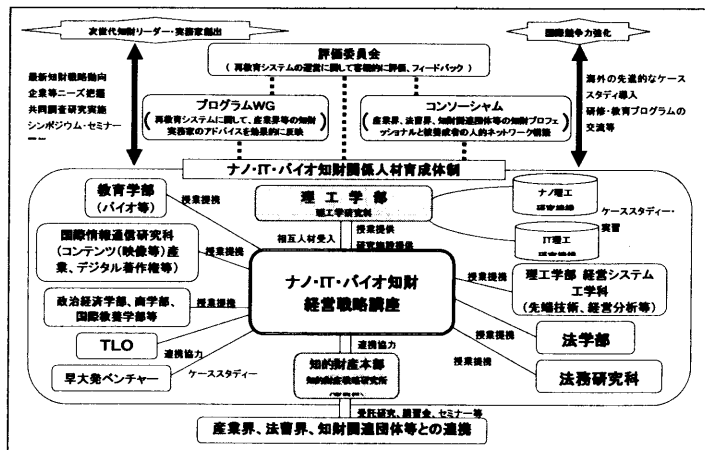 次世代知財リーダー・実務家創出
国際競争力強化
評価委員会
(再教育システムの運営に関して客観的に評価、フィードバック)
最新知財戦略動向
企業等ニーズ把握
共同調査研究実施
シンポジウム・セミナー
海外の先進的なケース
スタディ導入
研修・教育プログラムの
交流等
プログラムWG
(再教育システムに関して、産業界等の知財
実務家のアドバイスを効果的に反映)
コンソーシャム
(産業界、法曹界、知財関連団体等の知財プロフェ
ッショナルと被養成者の人的ネットワーク構築)
ナノ・IT・バイオ知財関係人材育成体制
教育学部
(バイオ等)
授業提携
理工学部
理工学研究科
ナノ理工
IT理工
ケーススタディー・
実習
国際情報通信研究科
(コンテンツ(映像等)産
業、デジタル著作権等)
授業提携
相互人材受入
授業提供
研究施設提供
ナノ・IT・バイオ知財
経営戦略講座
授業提携
理工学部 経営システム
工学科
(先端技術、経営分析等)
政治経済学部、商学部、
国際教養学部等
授業提携
授業提携
法学部
TLO
連携協力
連携協力
知的財産本部
知的財産戦略研究所
授業提携
法務研究科
早大発ベンチャー
ケーススタディー
受託研究、講習会、セミナー等
産業界、法曹界、知財関連団体等との連携